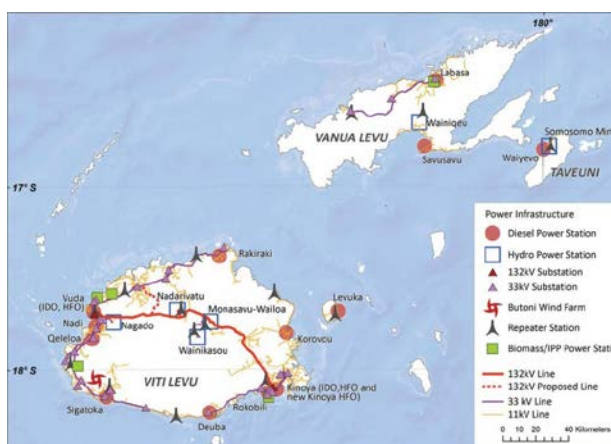 180°
Labasa
Wainiqeu
VANUA LEVU
Savusavu
Somosomo Mini
Waiyevo
TAVEUNI
17° S
Rakiraki
Vuda
(IDO, HFO)
Nadarivatu
Monasavu-Wailoa
Levuka
Nadi
Nagado
Qeleloa
Wainikasou
Korovou
18° S
VITI LEVU
Kinoya (IDO,HFO and
new Kinoya HFO)
Sigatoka
Rokobili
Deuba
Power Infrastructure
Diesel Power Station
Hydro Power Station
132kV Substation
33kV Substation
Butoni Wind Farm
Repeater Station
Biomass/IPP Power Stati
132kV Line
132kV Proposed Line
33 kV Line
11kV Line
0 10 20 40 Kilometers